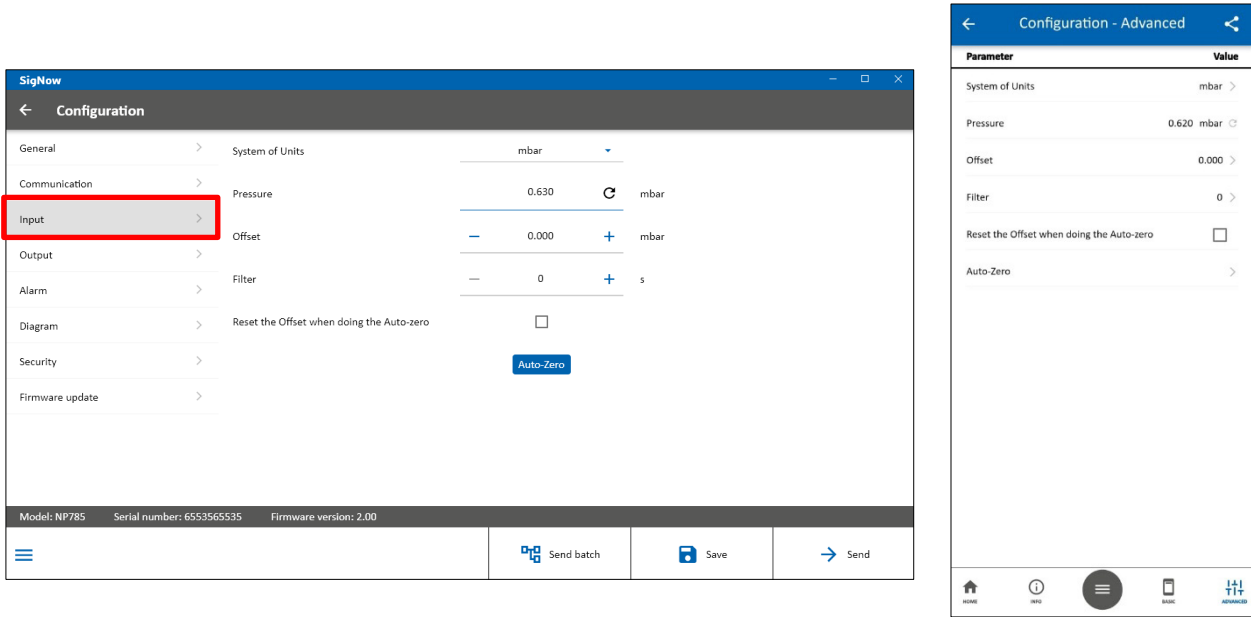 SigNow
Configuration
General
Communication
Input
Output
Alarm
Diagram
Security
Firmware update
System of Units mbar
Pressure 0.630 mbar
Offset 0.000 mbar
Filter 0 s
Reset the Offset when doing the Auto-zero
Auto-Zero
Model: NP785 Serial number: 6553565535 Firmware version: 2.00
Send batch Save Send
Configuration - Advanced
Parameter Value
System of Units mbar
Pressure 0.620 mbar
Offset 0.000
Filter 0
Reset the Offset when doing the Auto-zero
Auto-Zero
HOME INFO BASIC ADVANCED